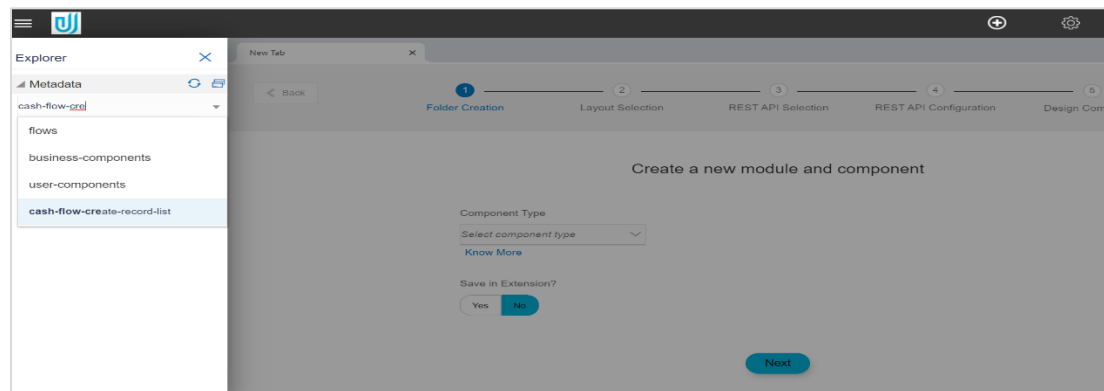 Explorer
Metadata
cash-flow-cre
flows
business-components
user-components
cash-flow-create-record-list
New Tab
Back
1 2 3 4 5
Folder Creation Layout Selection REST API Selection REST API Configuration Design Com
Create a new module and component
Component Type
Select component type
Know More
Save in Extension?
Yes No
Next